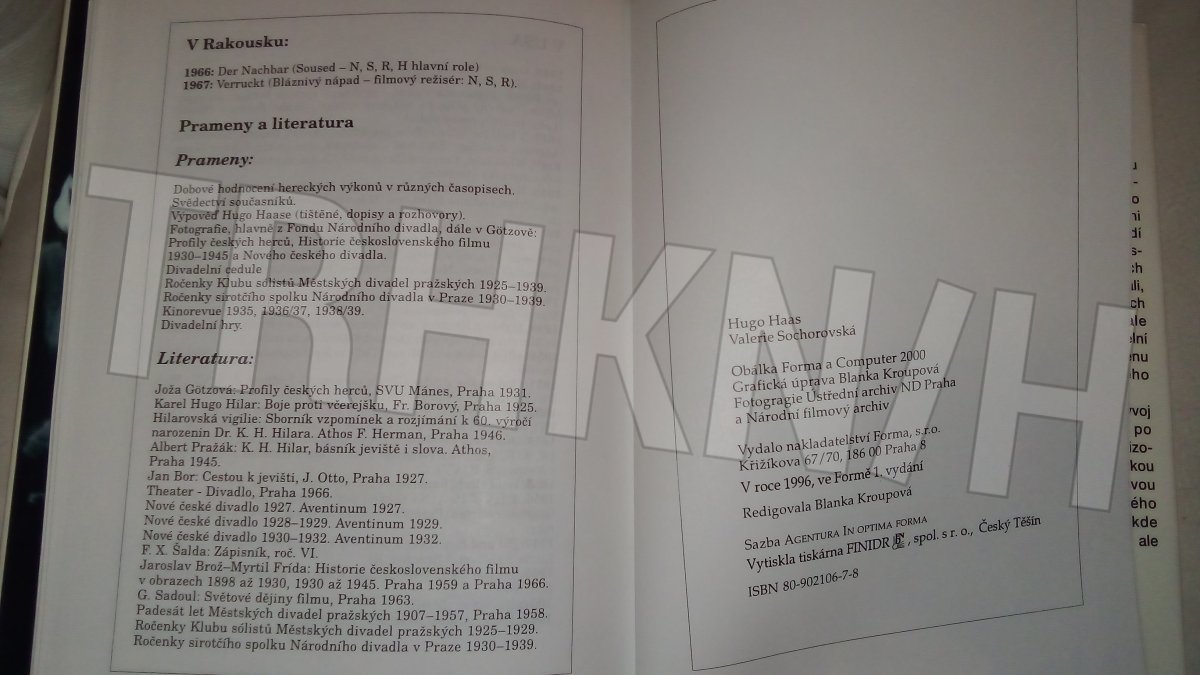 V Rakousku:
1966: Der Nachbar (Soused – N, S, R, H hlavní role)
1967: Verruckt (Bláznivý nápad – filmový režisér: N, S, R).
Prameny a literatura
Prameny:
Dobové hodnocení hereckých výkonů v různých časopisech.
Svědectví současníků.
Výpověď Hugo Haase (tištěné, dopisy a rozhovory).
Fotografie, hlavně z Fondu Národního divadla, dále v Götzově:
Profily českých herců, Historie československého filmu
1930–1945 a Nového českého divadla.
Divadelní cedule
Ročenky Klubu sólistů Městských divadel pražských 1925–1939.
Ročenky sirotčího spolku Národního divadla v Praze 1930–1939.
Kinorevue 1935, 1936/37, 1938/39.
Divadelní hry.
Literatura:
Joža Götzová: Profily českých herců, SVU Mánes, Praha 1931.
Karel Hugo Hilar: Boje proti včerejšku, Fr. Borový, Praha 1925.
Hilarovská vigilie: Sborník vzpomínek a rozjímání k 60. výročí
narozenin Dr. K. H. Hilara. Athos F. Herman, Praha 1946.
Albert Pražák: K. H. Hilar, básník jeviště i slova. Athos,
Praha 1945.
Jan Bor: Cestou k jevišti, J. Otto, Praha 1927.
Theater - Divadlo, Praha 1966.
Nové české divadlo 1927. Aventinum 1927.
Nové české divadlo 1928–1929. Aventinum 1929.
Nové české divadlo 1930–1932. Aventinum 1932.
F. X. Šalda: Zápisník, roč. VI.
Jaroslav Brož–Myrtil Frída: Historie československého filmu
v obrazech 1898 až 1930, 1930 až 1945. Praha 1959 a Praha 1966.
G. Sadoul: Světové dějiny filmu, Praha 1963.
Padesát let Městských divadel pražských 1907–1957, Praha 1958.
Ročenky Klubu sólistů Městských divadel pražských 1925–1929.
Ročenky sirotčího spolku Národního divadla v Praze 1930–1939.
TRHKNIH
Hugo Haas
Valerie Sochorovská
Obálka Forma a Computer 2000
Grafická úprava Blanka Kroupová
Fotogragie Ústřední archiv ND Praha
a Národní filmový archiv
Vydalo nakladatelství Forma, s.r.o.
Křižíkova 67/70, 186 00 Praha 8
V roce 1996, ve Formě 1. vydání
Redigovala Blanka Kroupová
Sazba AGENTURA IN OPTIMA FORMA
Vytiskla tiskárna FINIDR, spol. s r. o., Český Těšín
ISBN 80-902106-7-8